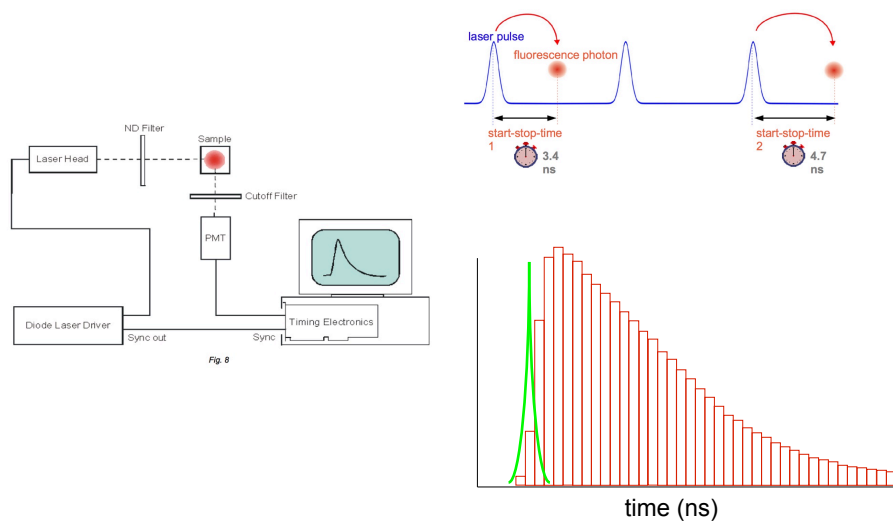 ND Filter
Sample
Laser Head
Cutoff Filter
PMT
Diode Laser Driver
Sync out
Sync
Timing Electronics
Fig. 8
laser pulse
fluorescence photon
start-stop-time
1
3.4
ns
start-stop-time
2
4.7
ns
time (ns)